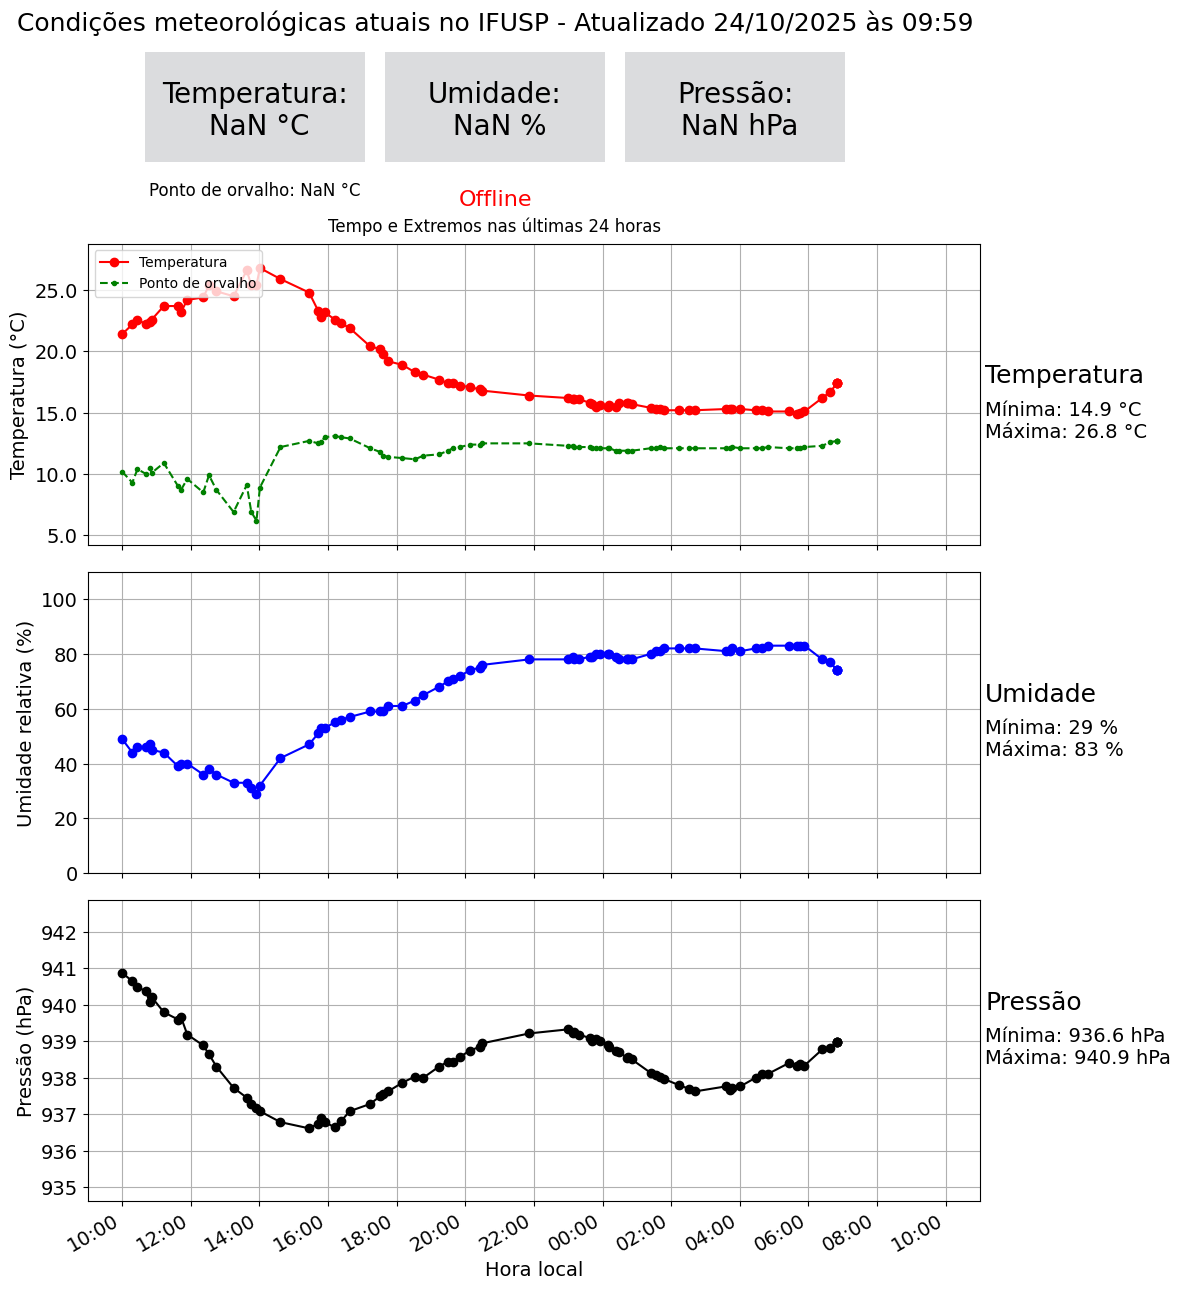 Condições meteorológicas atuais no IFUSP - Atualizado 24/10/2025 às 09:59
Temperatura:
NaN °C
Umidade:
NaN %
Pressão:
NaN hPa
Ponto de orvalho: NaN °C
Offline
Tempo e Extremos nas últimas 24 horas
Temperatura
Ponto de orvalho
Temperatura (°C)
25.0
20.0
15.0
10.0
5.0
Temperatura
Mínima: 14.9 °C
Máxima: 26.8 °C
Umidade relativa (%)
100
80
60
40
20
0
Umidade
Mínima: 29 %
Máxima: 83 %
Pressão (hPa)
942
941
940
939
938
937
936
935
Pressão
Mínima: 936.6 hPa
Máxima: 940.9 hPa
10:00
12:00
14:00
16:00
18:00
20:00
22:00
00:00
02:00
04:00
06:00
08:00
10:00
Hora local